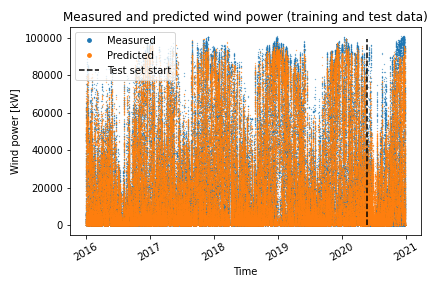 Measured and predicted wind power (training and test data)
Measured
Predicted
Test set start
Wind power [kW]
100000
80000
60000
40000
20000
0
2016
2017
2018
2019
2020
2021
Time